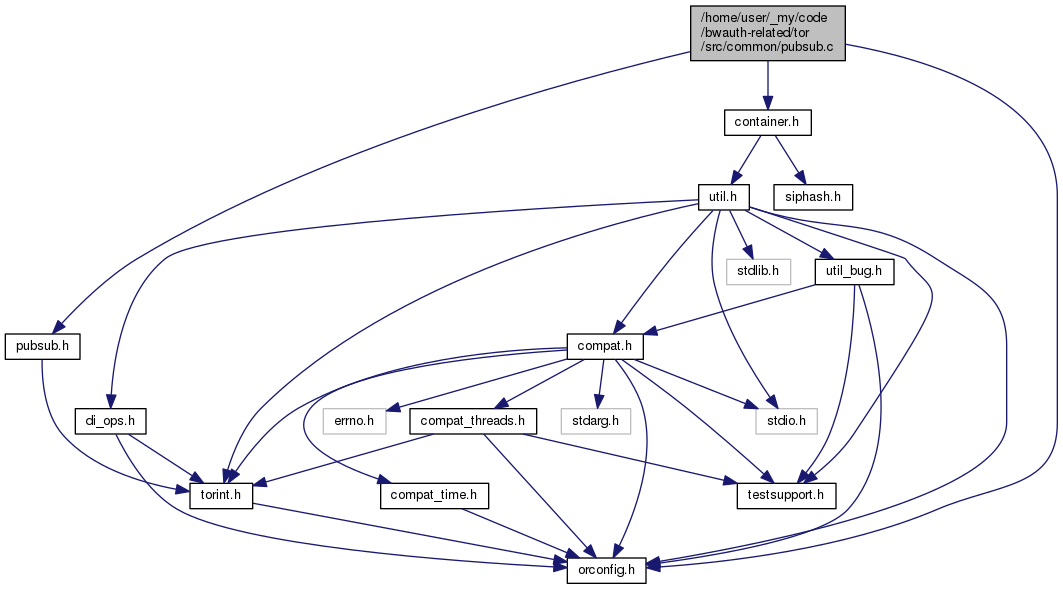 /home/user/_my/code
/bwauth-related/tor
/src/common/pubsub.c
container.h
util.h
siphash.h
stdlib.h
util_bug.h
pubsub.h
compat.h
di_ops.h
errno.h
compat_threads.h
stdarg.h
stdio.h
torint.h
compat_time.h
testsupport.h
orconfig.h